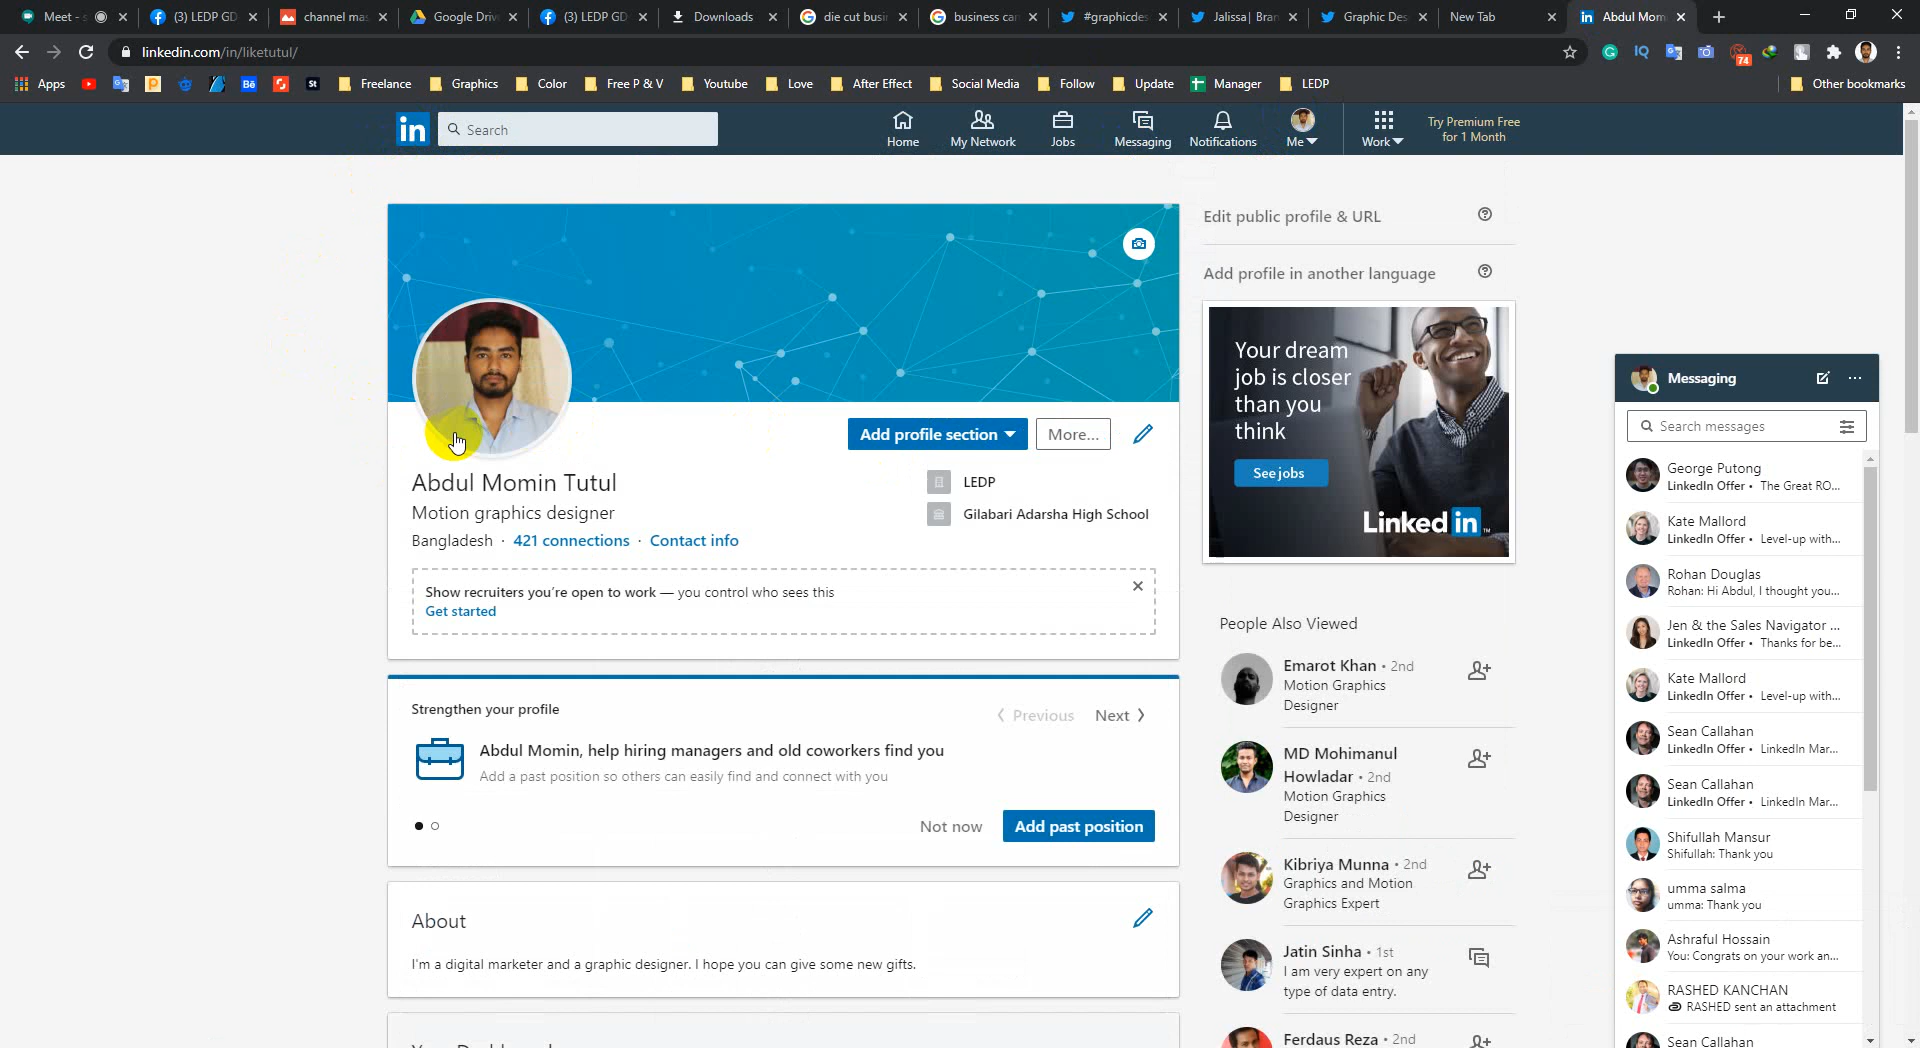 Meet - s
(3) LEDP GD
channel mas
Google Driv
(3) LEDP GD
Downloads
die cut busi
business car
#graphicdes
Jalissa| Bran
Graphic Des
New Tab
Abdul Mom
linkedin.com/in/liketutul/
74
Apps
Bē
St
Freelance
Graphics
Color
Free P & V
Youtube
Love
After Effect
Social Media
Follow
Update
Manager
LEDP
Other bookmarks
in
Search
Home
My Network
Jobs
Messaging
Notifications
Me
Work
Try Premium Free
for 1 Month
Abdul Momin Tutul
Motion graphics designer
Bangladesh · 421 connections · Contact info
Add profile section
More...
LEDP
Gilabari Adarsha High School
Show recruiters you're open to work — you control who sees this
Get started
Strengthen your profile
Previous
Next
Abdul Momin, help hiring managers and old coworkers find you
Add a past position so others can easily find and connect with you
Not now
Add past position
About
I'm a digital marketer and a graphic designer. I hope you can give some new gifts.
Edit public profile & URL
Add profile in another language
Your dream
job is closer
than you
think
See jobs
Linked in
People Also Viewed
Emarot Khan • 2nd
Motion Graphics
Designer
MD Mohimanul
Howladar • 2nd
Motion Graphics
Designer
Kibriya Munna • 2nd
Graphics and Motion
Graphics Expert
Jatin Sinha • 1st
I am very expert on any
type of data entry.
Ferdaus Reza • 2nd
Messaging
Search messages
George Putong
LinkedIn Offer • The Great RO...
Kate Mallord
LinkedIn Offer • Level-up with...
Rohan Douglas
Rohan: Hi Abdul, I thought you...
Jen & the Sales Navigator ...
LinkedIn Offer • Thanks for be...
Kate Mallord
LinkedIn Offer • Level-up with...
Sean Callahan
LinkedIn Offer • LinkedIn Mar...
Sean Callahan
LinkedIn Offer • LinkedIn Mar...
Shifullah Mansur
Shifullah: Thank you
umma salma
umma: Thank you
Ashraful Hossain
You: Congrats on your work an...
RASHED KANCHAN
RASHED sent an attachment
Sean Callahan